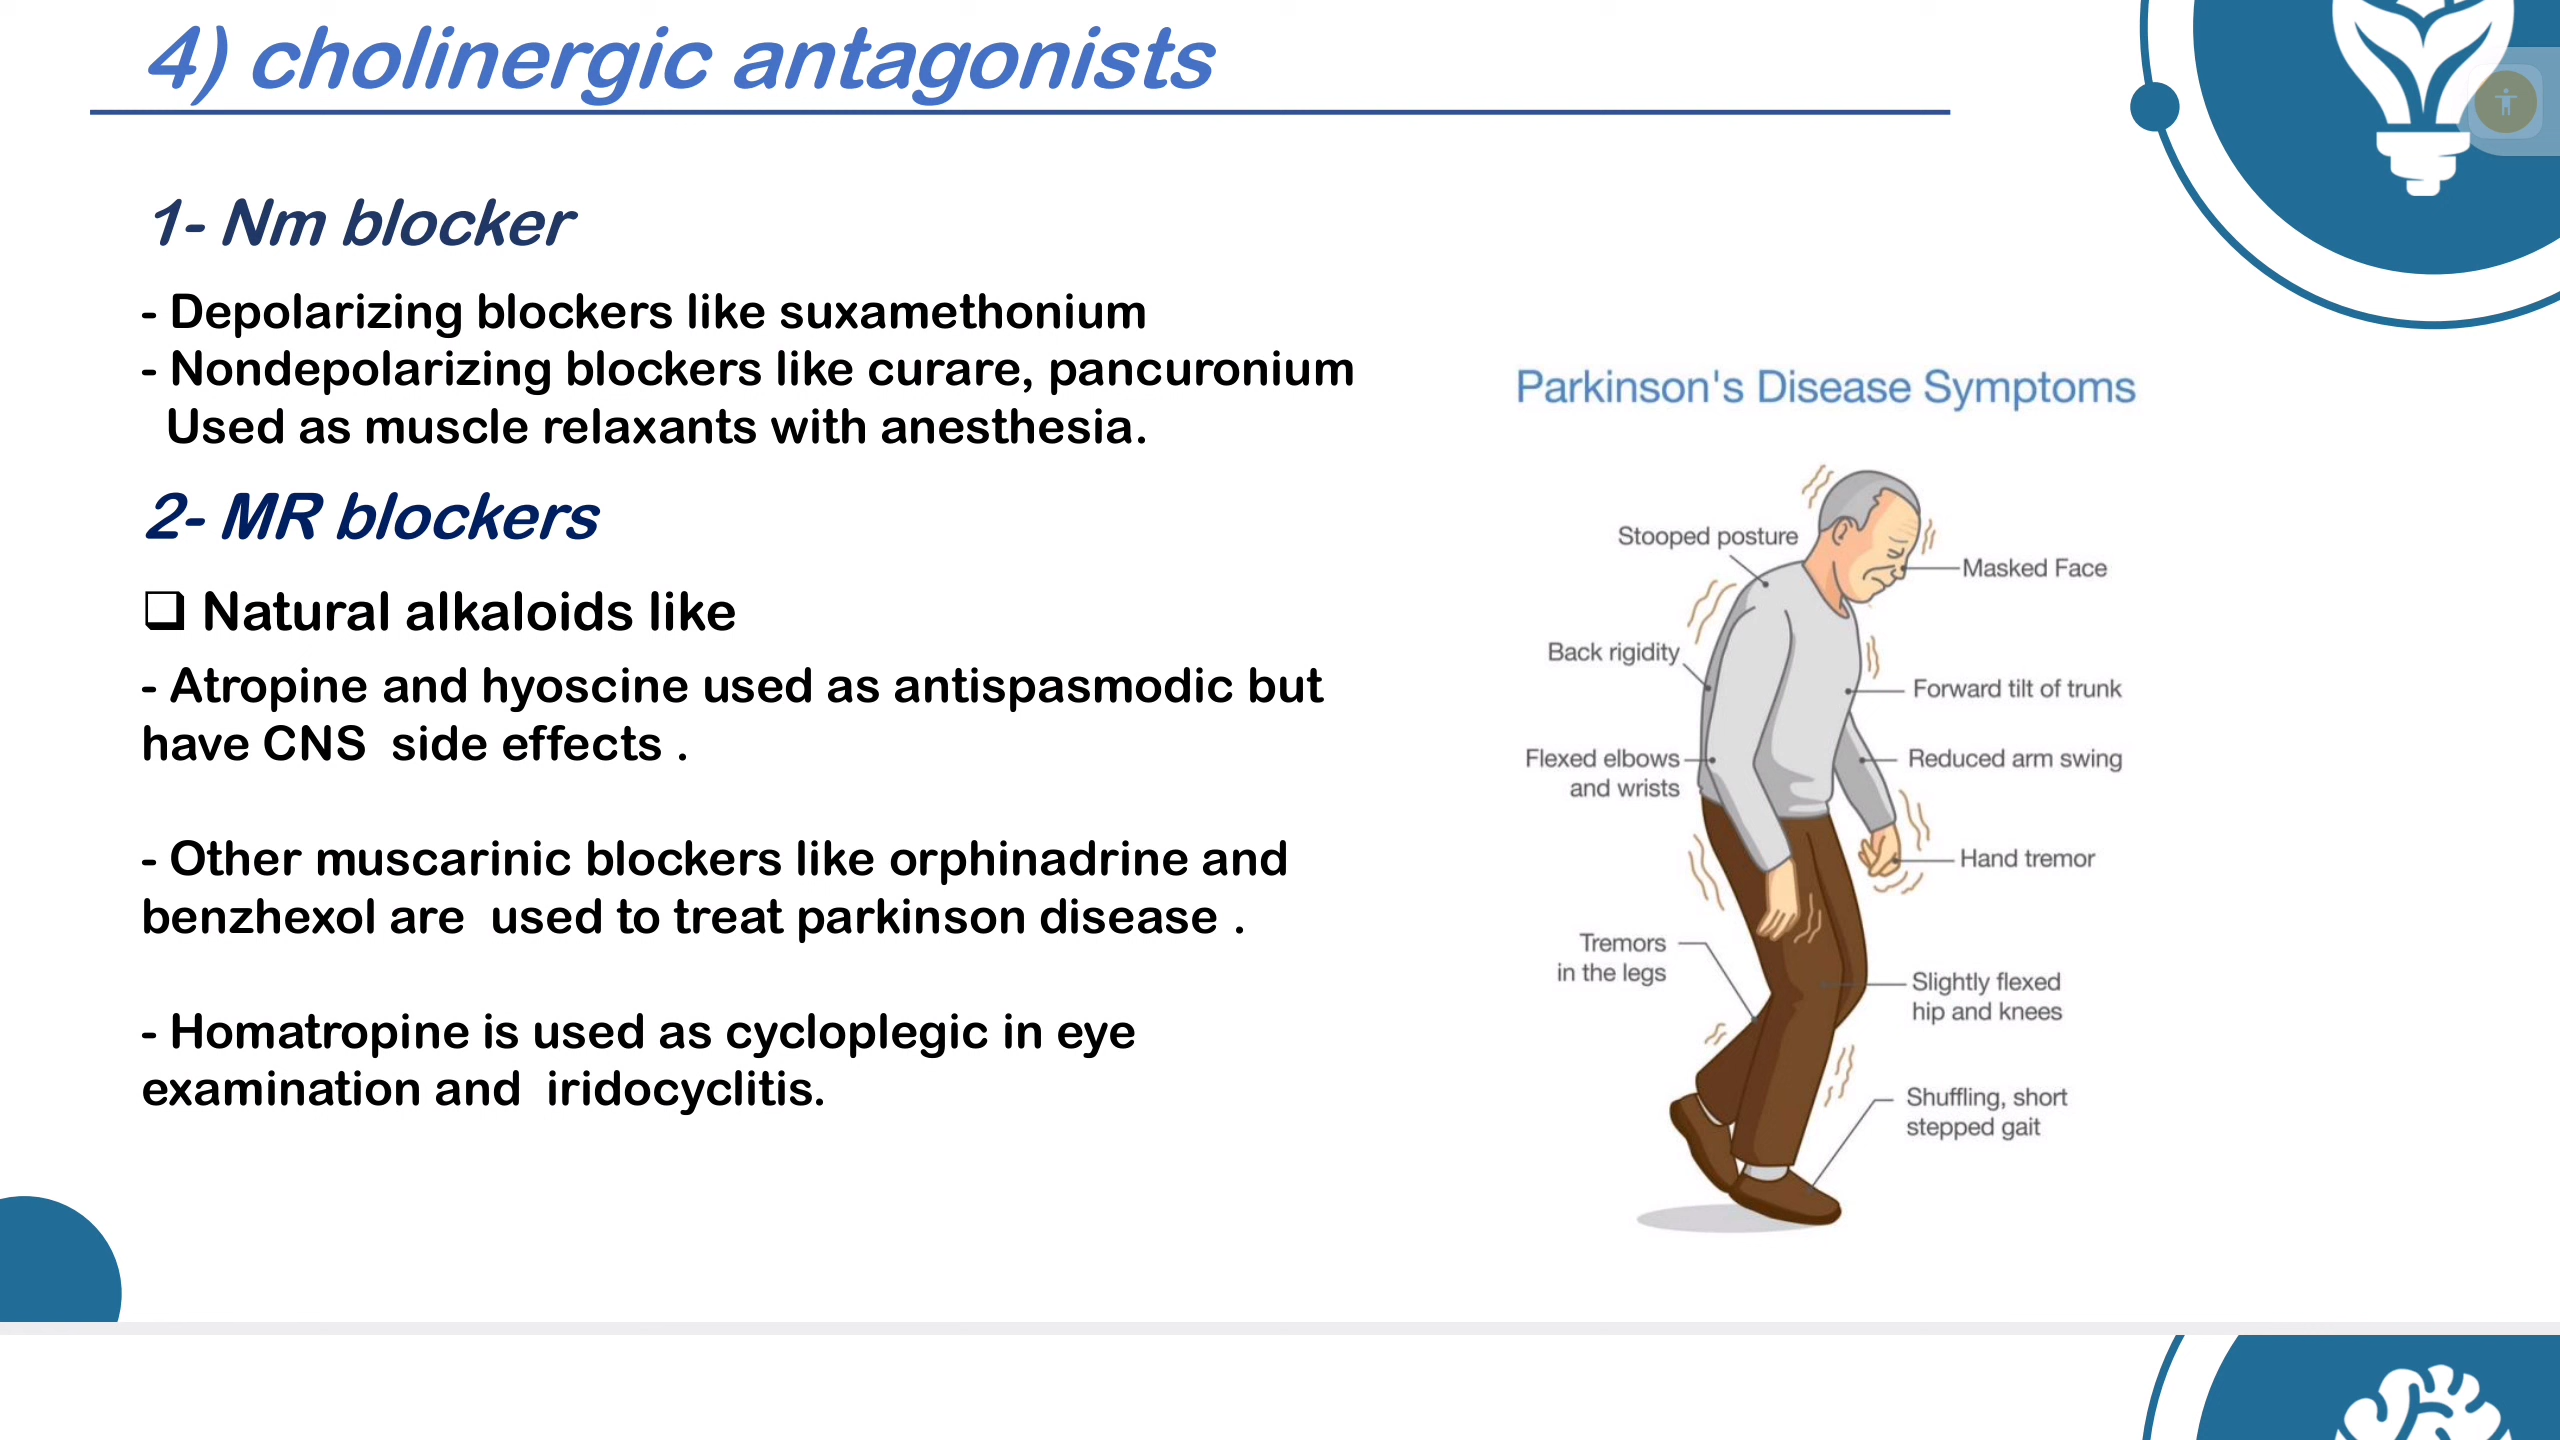 4) cholinergic antagonists
1- Nm blocker
- Depolarizing blockers like suxamethonium
- Nondepolarizing blockers like curare, pancuronium
Used as muscle relaxants with anesthesia.
2- MR blockers
❑ Natural alkaloids like
- Atropine and hyoscine used as antispasmodic but
have CNS side effects .
- Other muscarinic blockers like orphinadrine and
benzhexol are used to treat parkinson disease .
- Homatropine is used as cycloplegic in eye
examination and iridocyclitis.
Parkinson's Disease Symptoms
Stooped posture
Masked Face
Back rigidity
Forward tilt of trunk
Flexed elbows
and wrists
Reduced arm swing
Hand tremor
Tremors
in the legs
Slightly flexed
hip and knees
Shuffling, short
stepped gait